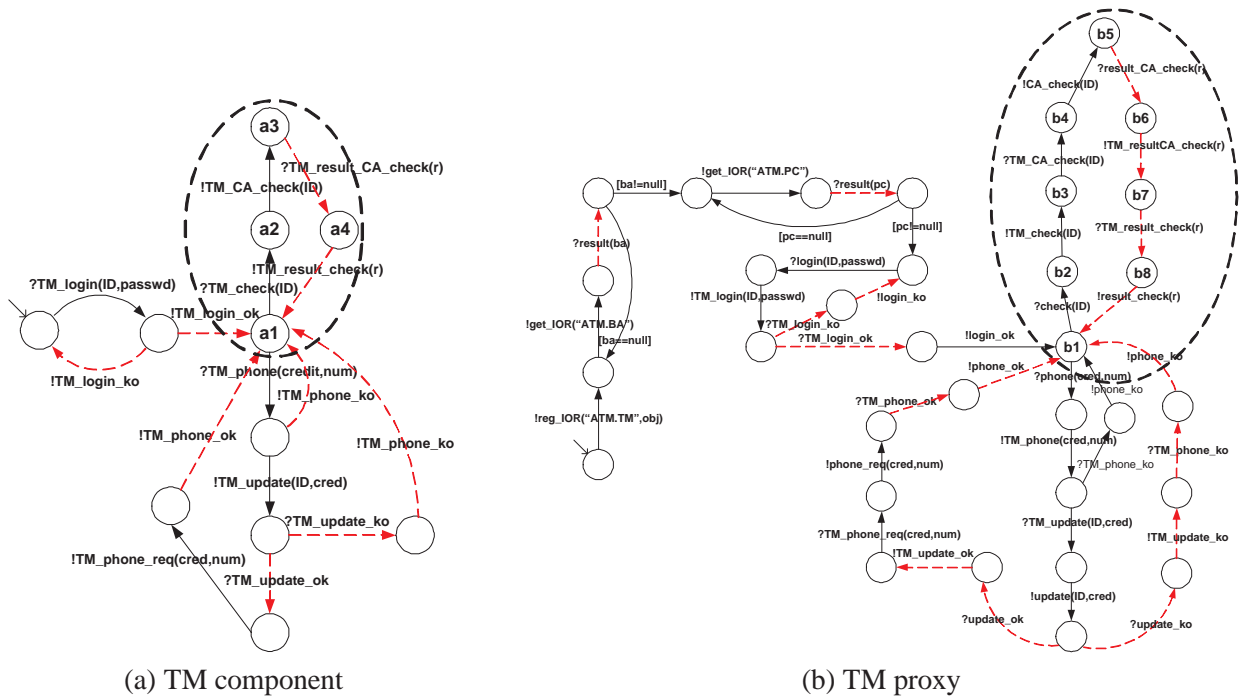 a3
?TM_result_CA_check(r)
!TM_CA_check(ID)
a2
a4
!TM_result_check(r)
?TM_check(ID)
?TM_login(ID,passwd)
!TM_login_ok
a1
!TM_login_ko
?TM_phone(credit,num)
!TM_phone_ko
!TM_phone_ok
!TM_phone_ko
!TM_update(ID,cred)
?TM_update_ko
!TM_phone_req(cred,num)
?TM_update_ok
(a) TM component
b5
?result_CA_check(r)
!CA_check(ID)
b4
b6
!TM_resultCA_check(r)
?TM_CA_check(ID)
b3
b7
?TM_result_check(r)
!TM_check(ID)
b2
b8
!result_check(r)
?check(ID)
b1
!get_IOR("ATM.PC")
[ba!=null]
?result(pc)
[pc==null]
[pc!=null]
?result(ba)
?login(ID,passwd)
!TM_login(ID,passwd)
!login_ko
?TM_login_ko
?TM_login_ok
!get_IOR("ATM.BA")
[ba==null]
!login_ok
!reg_IOR("ATM.TM",obj)
!phone_ok
?phone(cred,num)
!phone_ko
!phone_ko
?TM_phone_ok
!TM_phone(cred,num)
?TM_phone_ko
?TM_phone_ko
!phone_req(cred,num)
?TM_update(ID,cred)
!TM_update_ko
?TM_phone_req(cred,num)
!TM_update_ok
!update(ID,cred)
?update_ok
?update_ko
(b) TM proxy